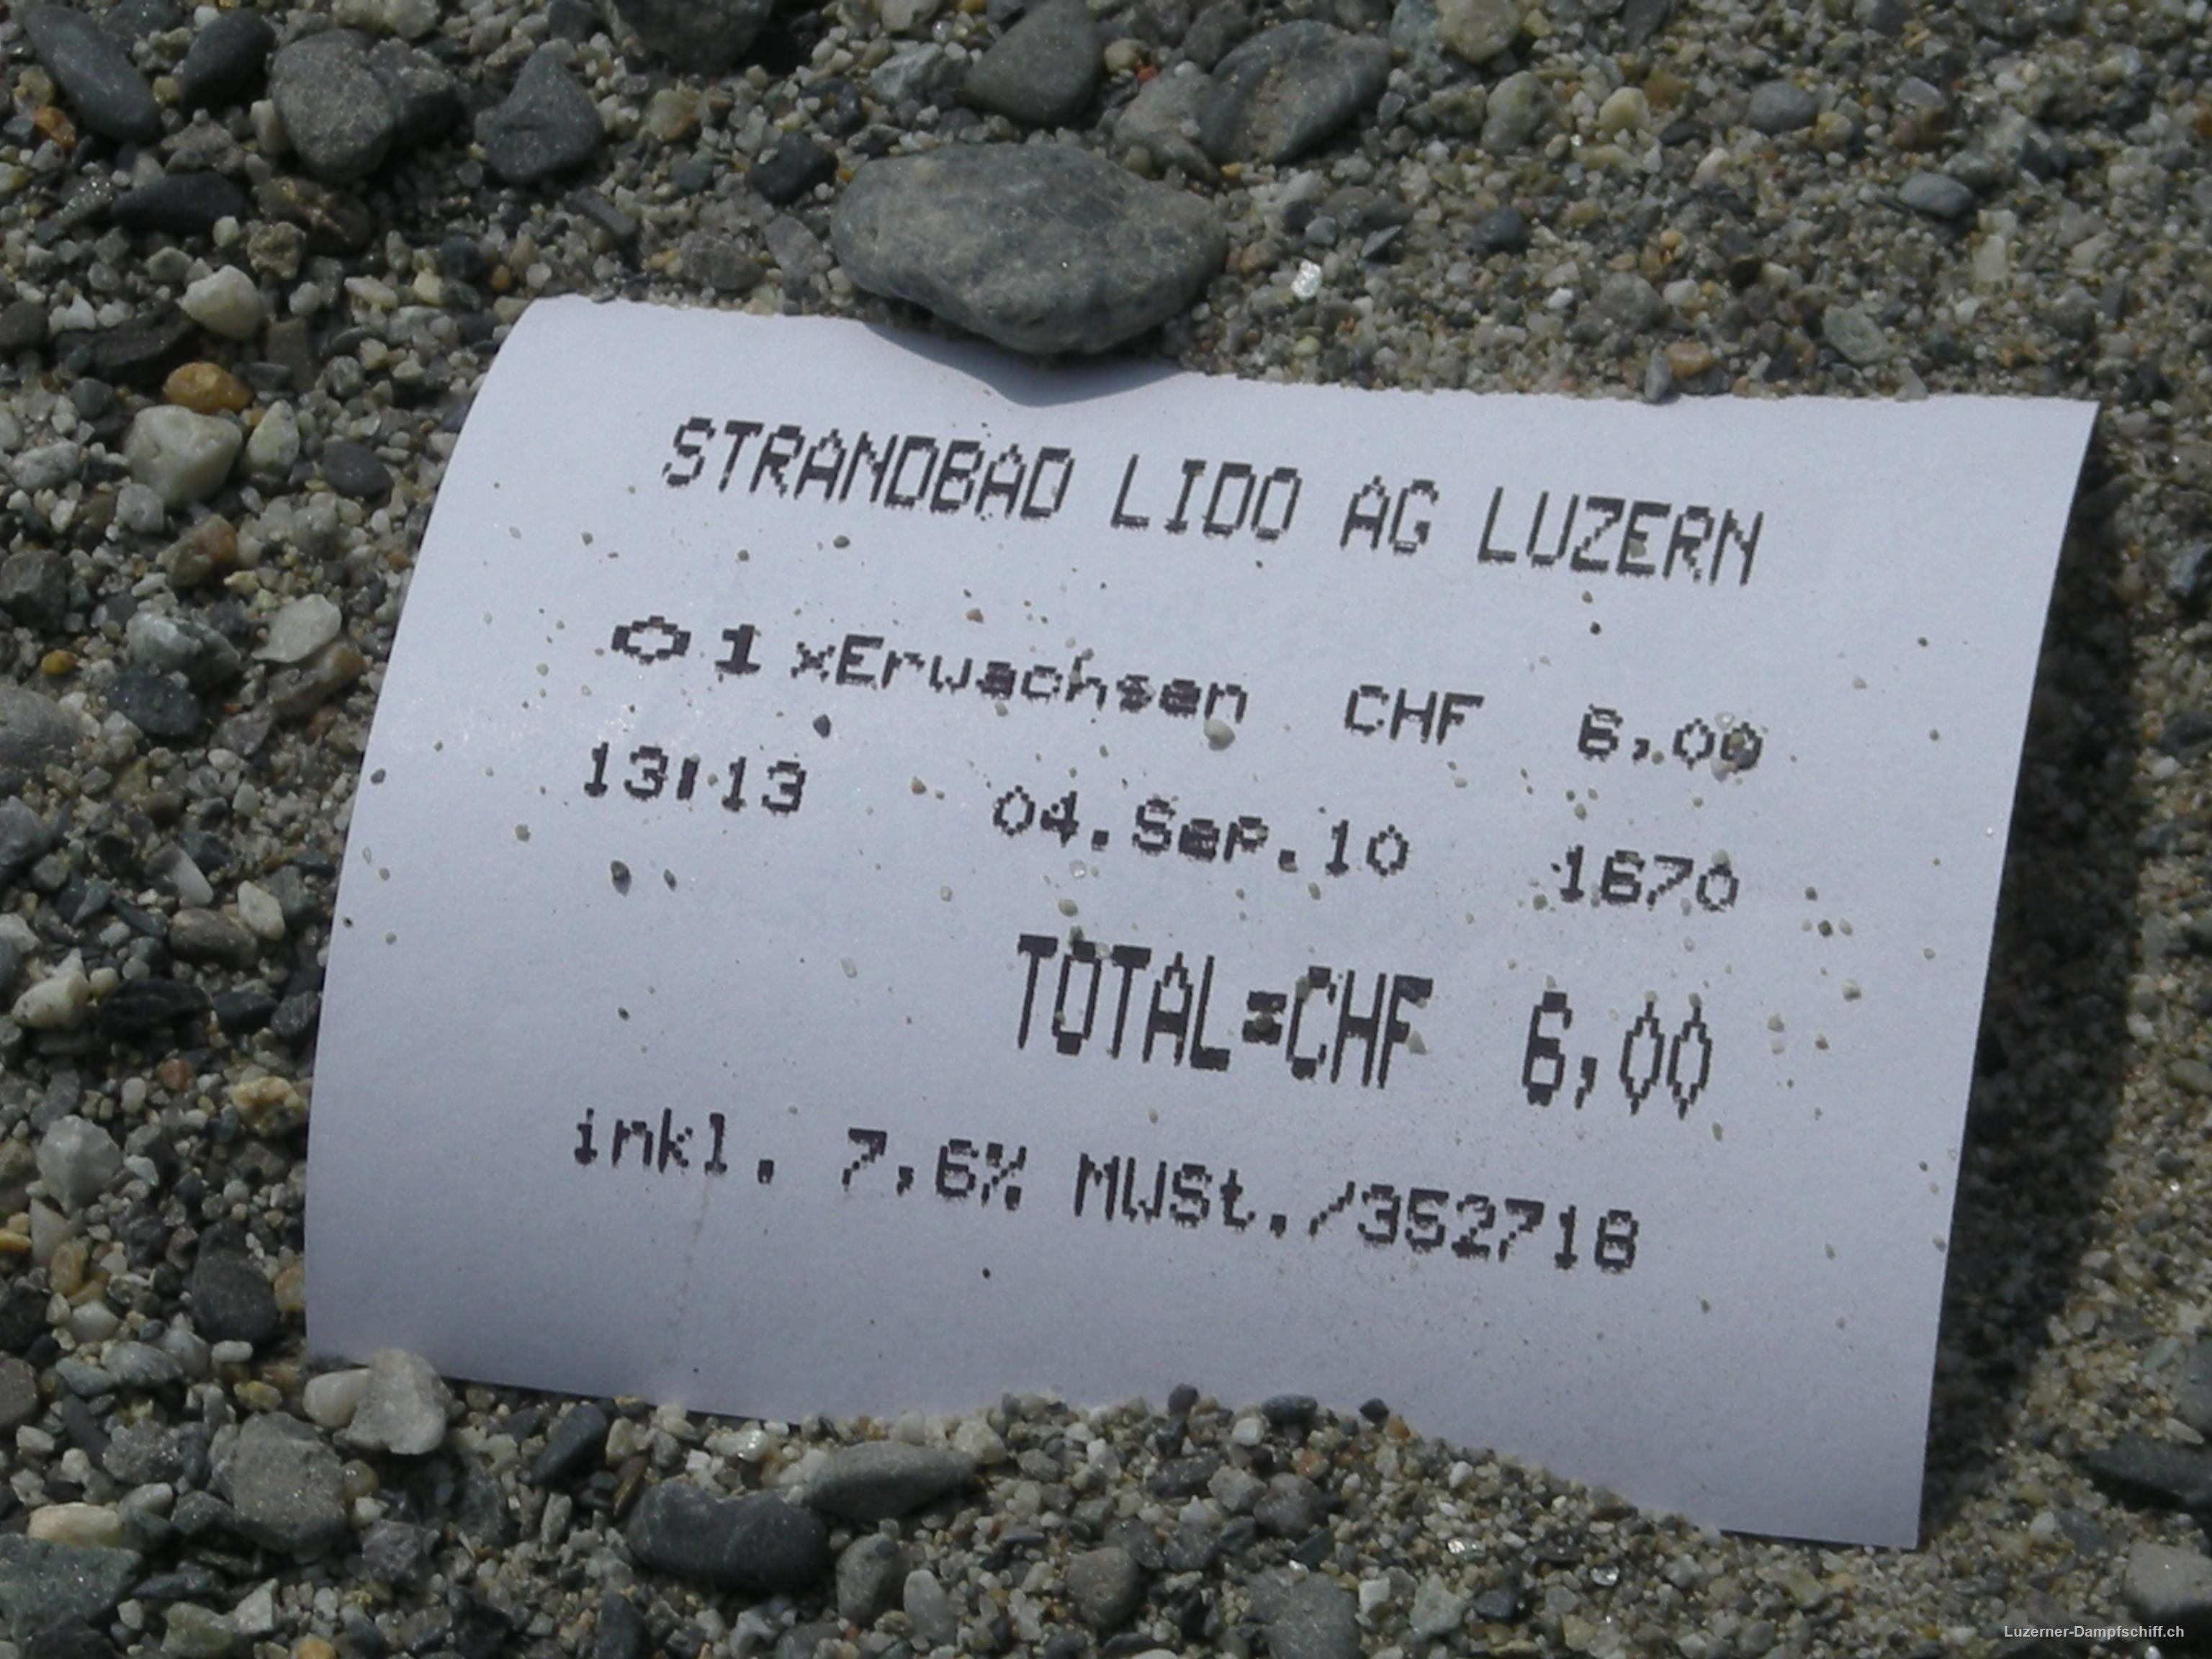 STRANDBAD LIDO AG LUZERN
1 xErwachsen CHF 6,00
13:13 04.Sep.10 1670
TOTAL=CHF 6,00
inkl. 7,6% MWSt./352718
Luzerner-Dampfschiff.ch